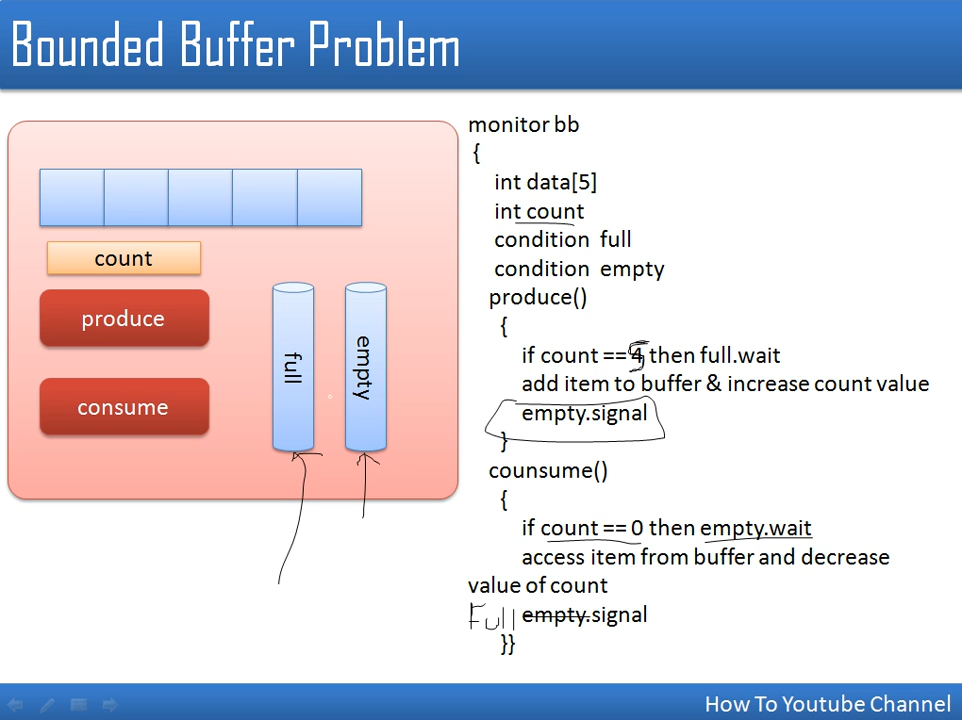 Bounded Buffer Problem
count
produce
consume
full
empty
monitor bb
{
int data[5]
int count
condition full
condition empty
produce()
{
if count == 5 then full.wait
add item to buffer & increase count value
empty.signal
}
counsume()
{
if count == 0 then empty.wait
access item from buffer and decrease
value of count
Full empty.signal
}}
How To Youtube Channel